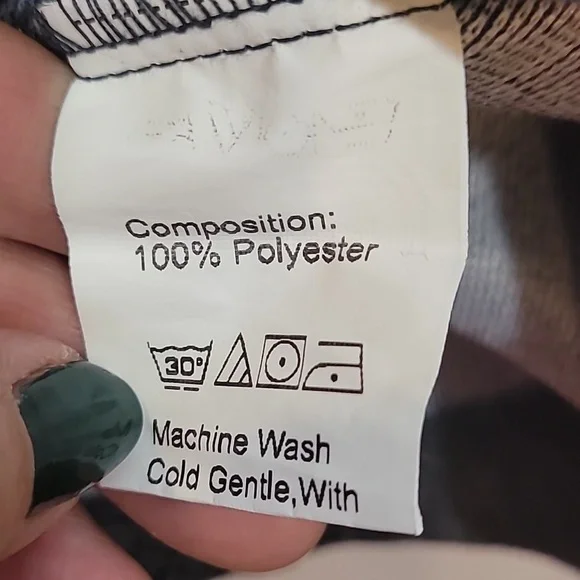 Composition:
100% Polyester
30°
Machine Wash
Cold Gentle,With